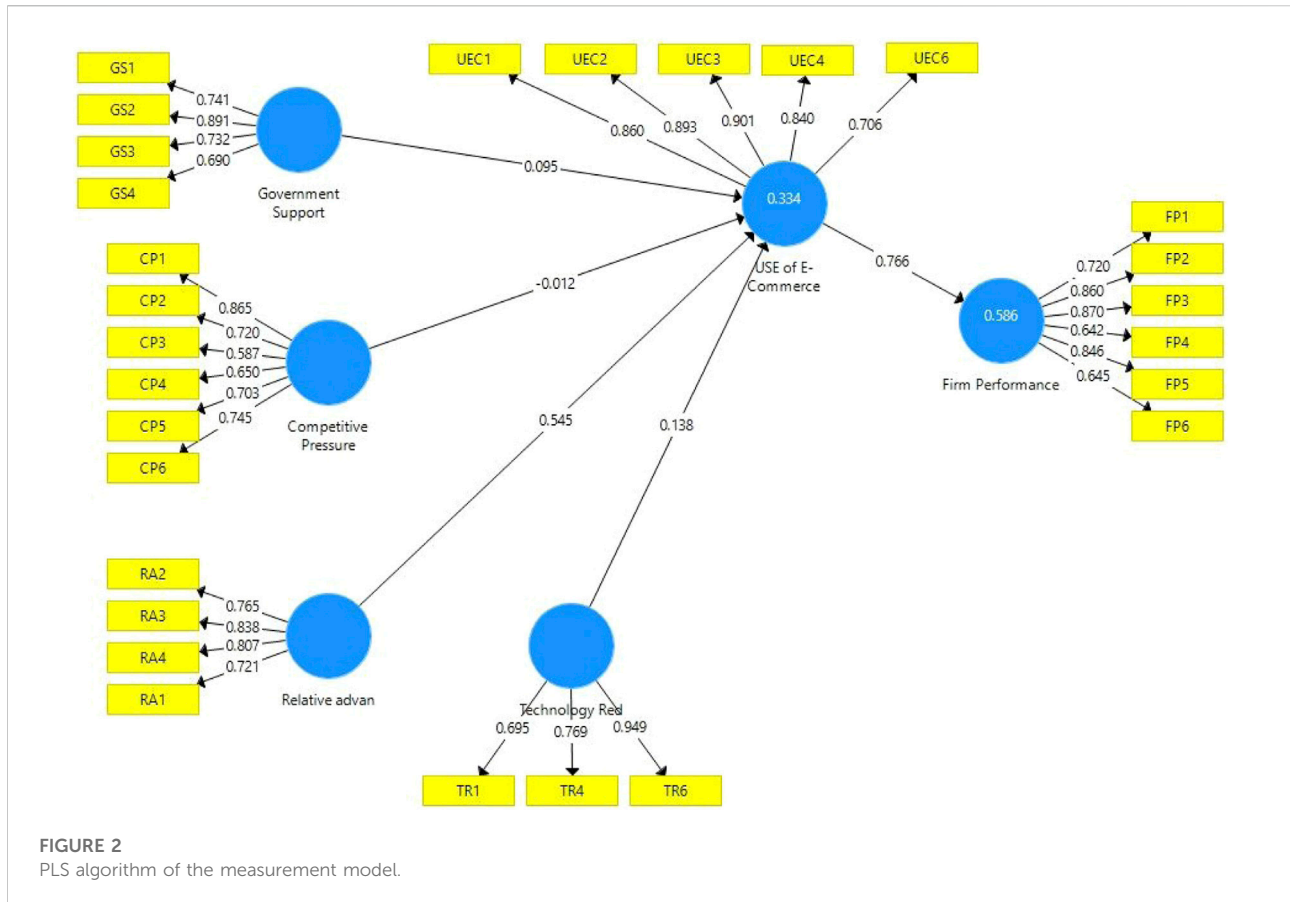 GS1
GS2
GS3
GS4
0.741
0.891
0.732
0.690
Government
Support
0.095
CP1
CP2
CP3
CP4
CP5
CP6
0.865
0.720
0.587
0.650
0.703
0.745
Competitive
Pressure
-0.012
RA2
RA3
RA4
RA1
0.765
0.838
0.807
0.721
Relative advan
0.545
Technology Red
0.138
0.695
0.769
0.949
TR1
TR4
TR6
UEC1
UEC2
UEC3
UEC4
UEC6
0.860
0.893
0.901
0.840
0.706
0.334
USE of E-
Commerce
0.766
0.586
Firm Performance
0.720
0.860
0.870
0.642
0.846
0.645
FP1
FP2
FP3
FP4
FP5
FP6
FIGURE 2
PLS algorithm of the measurement model.